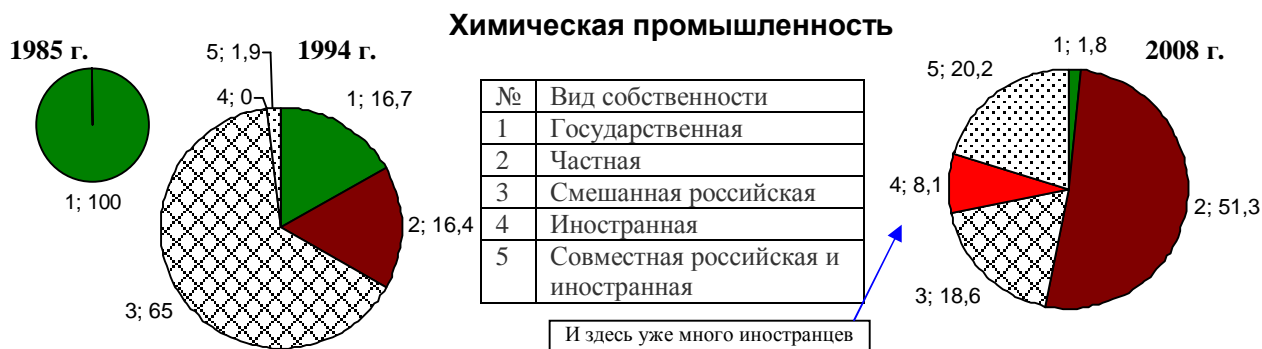 Химическая промышленность
1985 г.
1; 100
1994 г.
5; 1,9
4; 0
1; 16,7
2; 16,4
3; 65
№ Вид собственности
1 Государственная
2 Частная
3 Смешанная российская
4 Иностранная
5 Совместная российская и
иностранная
И здесь уже много иностранцев
2008 г.
1; 1,8
5; 20,2
4; 8,1
2; 51,3
3; 18,6